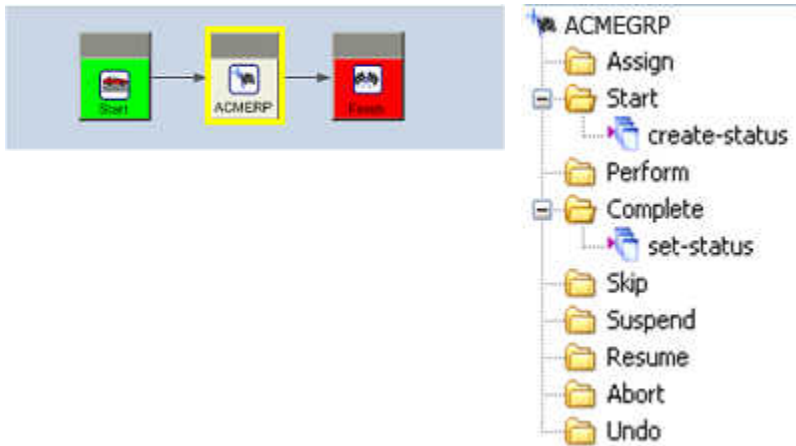 Start
ACMERP
Finish
ACMEGRP
Assign
Start
create-status
Perform
Complete
set-status
Skip
Suspend
Resume
Abort
Undo